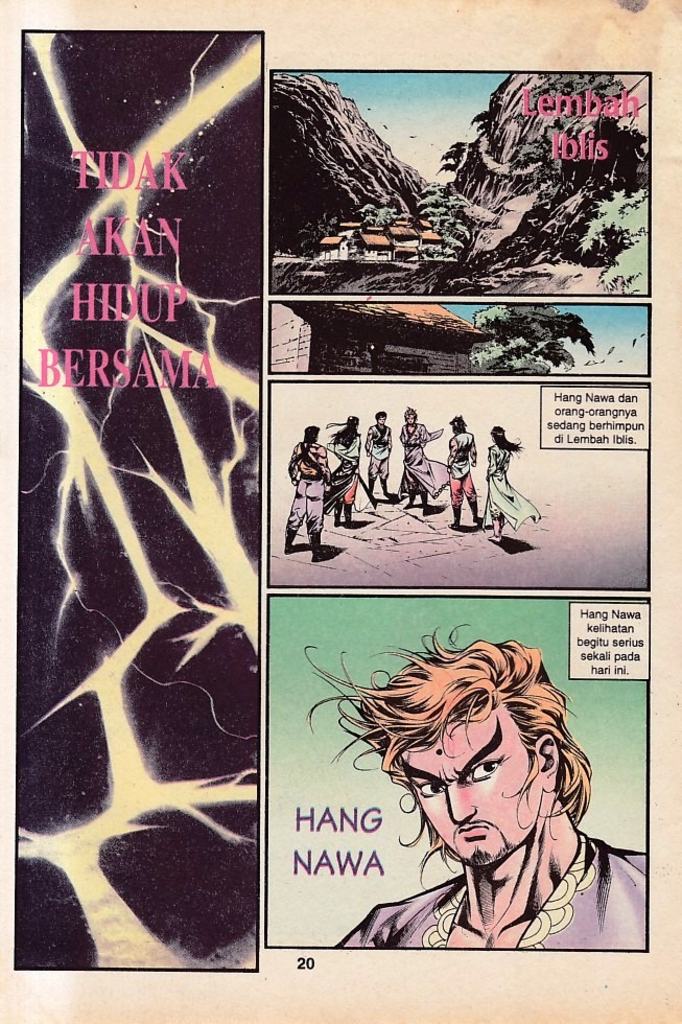 TIDAK
AKAN
HIDUP
BERSAMA
Lembah
Iblis
Hang Nawa dan
orang-orangnya
sedang berhimpun
di Lembah Iblis.
Hang Nawa
kelihatan
begitu serius
sekali pada
hari ini.
HANG
NAWA
20